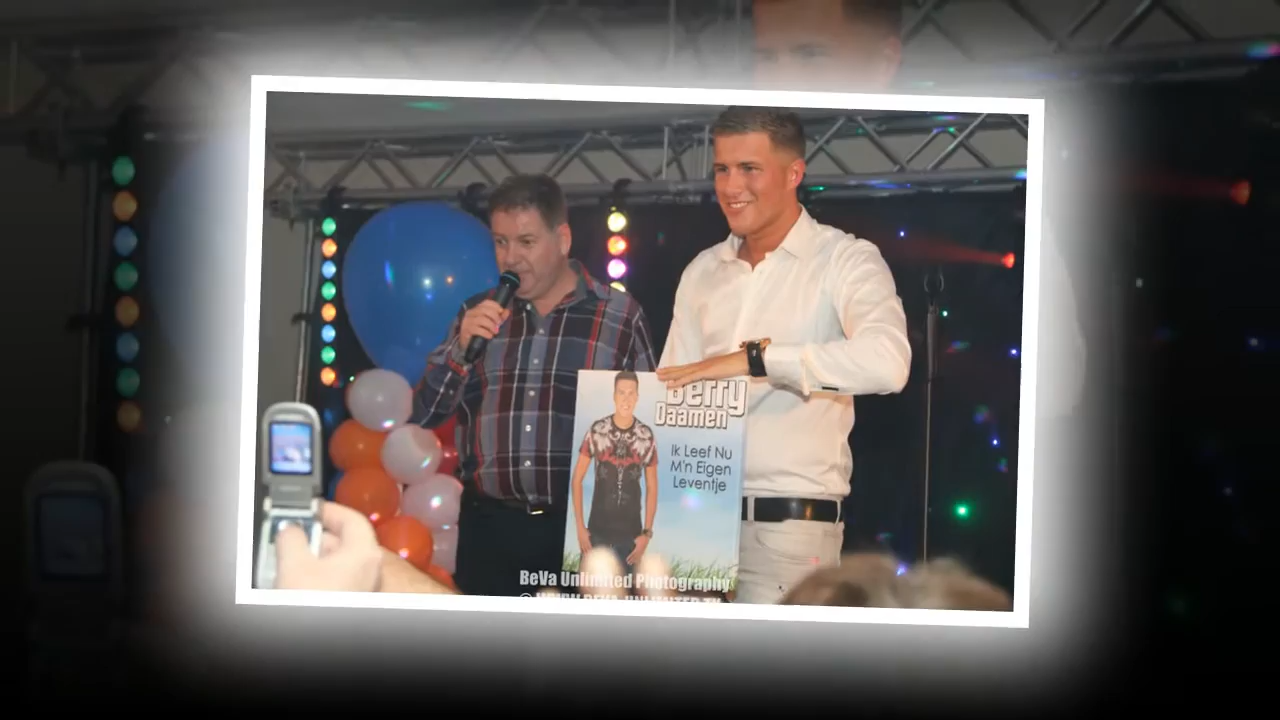 Berry
Daamen
Ik Leef Nu
M'n Eigen
Leventje
BeVa Unlimited Photography